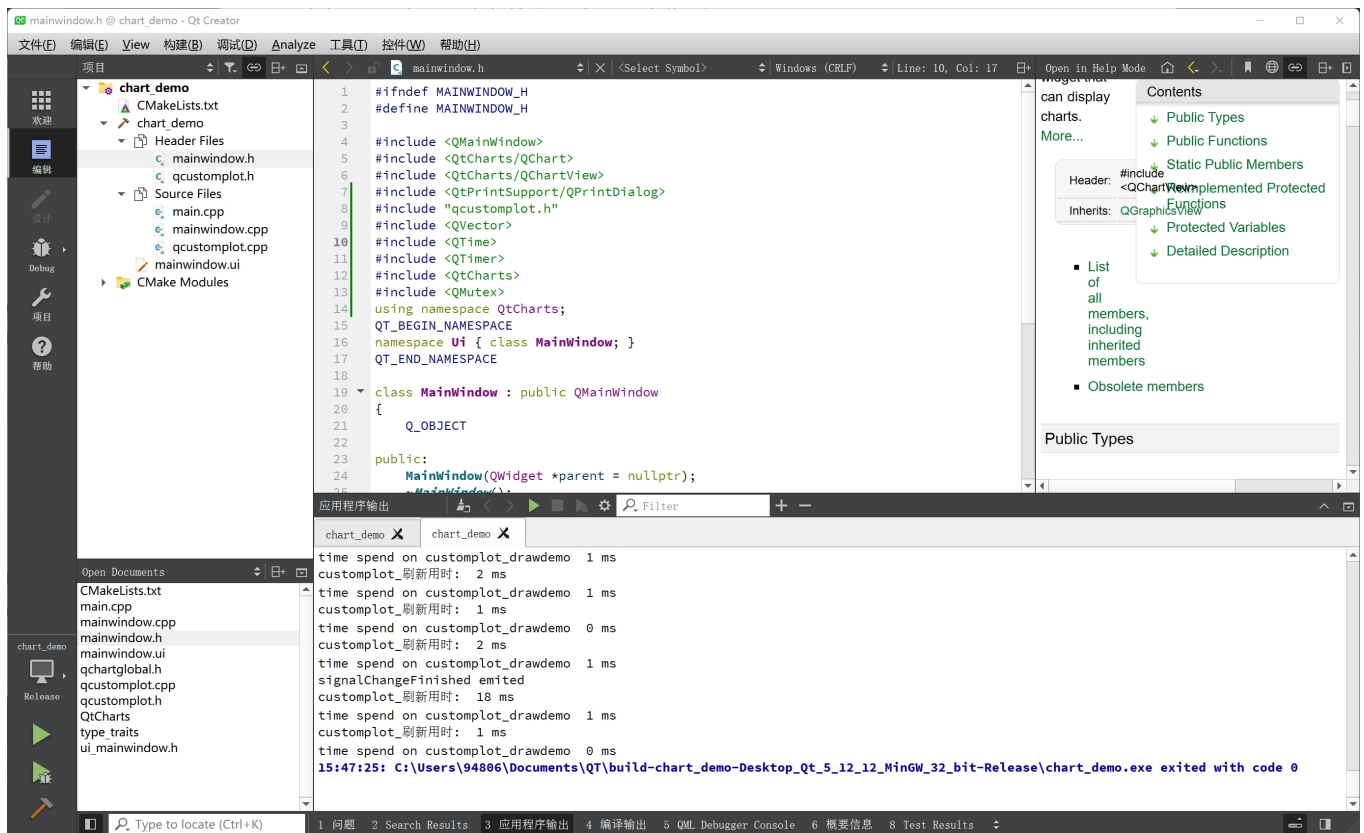 mainwindow.h @ chart_demo - Qt Creator
文件(F) 编辑(E) View 构建(B) 调试(D) Analyze 工具(T) 控件(W) 帮助(H)
项目
mainwindow.h
<Select Symbol>
Windows (CRLF)
Line: 10, Col: 17
Open in Help Mode
欢迎
编辑
设计
Debug
项目
帮助
chart_demo
CMakeLists.txt
chart_demo
Header Files
mainwindow.h
qcustomplot.h
Source Files
main.cpp
mainwindow.cpp
qcustomplot.cpp
mainwindow.ui
CMake Modules
1 #ifndef MAINWINDOW_H
2 #define MAINWINDOW_H
3
4 #include <QMainWindow>
5 #include <QtCharts/QChart>
6 #include <QtCharts/QChartView>
7 #include <QtPrintSupport/QPrintDialog>
8 #include "qcustomplot.h"
9 #include <QVector>
10 #include <QTime>
11 #include <QTimer>
12 #include <QtCharts>
13 #include <QMutex>
14 using namespace QtCharts;
15 QT_BEGIN_NAMESPACE
16 namespace Ui { class MainWindow; }
17 QT_END_NAMESPACE
18
19 class MainWindow : public QMainWindow
20 {
21 Q_OBJECT
22
23 public:
24 MainWindow(QWidget *parent = nullptr);
25 ~MainWindow();
widget that
can display
charts.
More...
Header: #include
<QChartView>
Inherits: QGraphicsView
Contents
Public Types
Public Functions
Static Public Members
Reimplemented Protected
Functions
Protected Variables
Detailed Description
List
of
all
members,
including
inherited
members
Obsolete members
Public Types
应用程序输出
Filter
chart_demo
chart_demo
time spend on customplot_drawdemo 1 ms
customplot_刷新用时: 2 ms
time spend on customplot_drawdemo 1 ms
customplot_刷新用时: 1 ms
time spend on customplot_drawdemo 0 ms
customplot_刷新用时: 2 ms
time spend on customplot_drawdemo 1 ms
signalChangeFinished emited
customplot_刷新用时: 18 ms
time spend on customplot_drawdemo 1 ms
customplot_刷新用时: 1 ms
time spend on customplot_drawdemo 0 ms
15:47:25: C:\Users\94806\Documents\QT\build-chart_demo-Desktop_Qt_5_12_12_MinGW_32_bit-Release\chart_demo.exe exited with code 0
Open Documents
CMakeLists.txt
main.cpp
mainwindow.cpp
mainwindow.h
mainwindow.ui
qchartglobal.h
qcustomplot.cpp
qcustomplot.h
QtCharts
type_traits
ui_mainwindow.h
chart_demo
Release
Type to locate (Ctrl+K)
1 问题 2 Search Results 3 应用程序输出 4 编译输出 5 QML Debugger Console 6 概要信息 8 Test Results